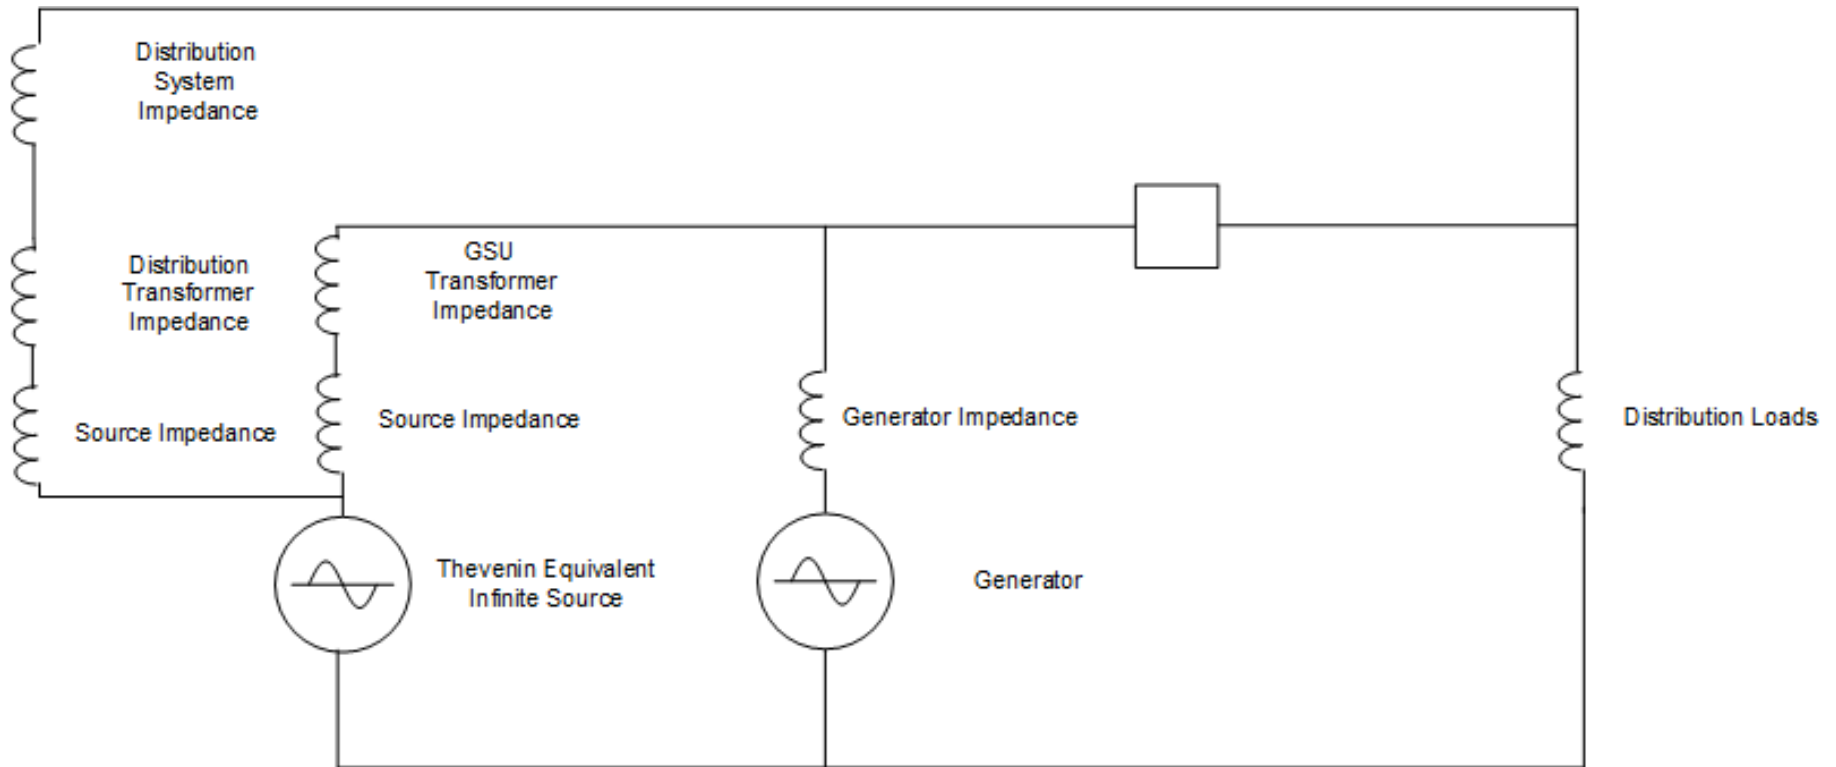 Distribution
System
Impedance
Distribution
Transformer
Impedance
GSU
Transformer
Impedance
Source Impedance
Source Impedance
Generator Impedance
Distribution Loads
Thevenin Equivalent
Infinite Source
Generator